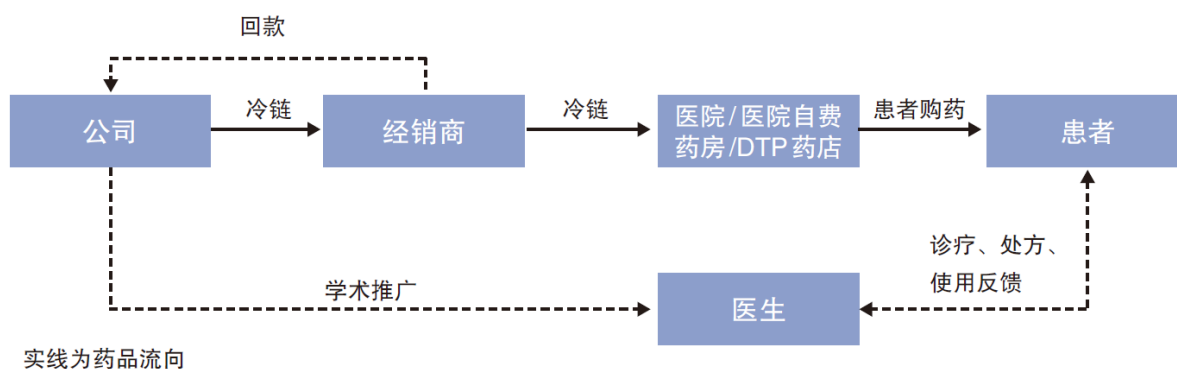 回款
公司
冷链
经销商
冷链
医院/医院自费
药房/DTP药店
患者购药
患者
诊疗、处方、
使用反馈
学术推广
医生
实线为药品流向